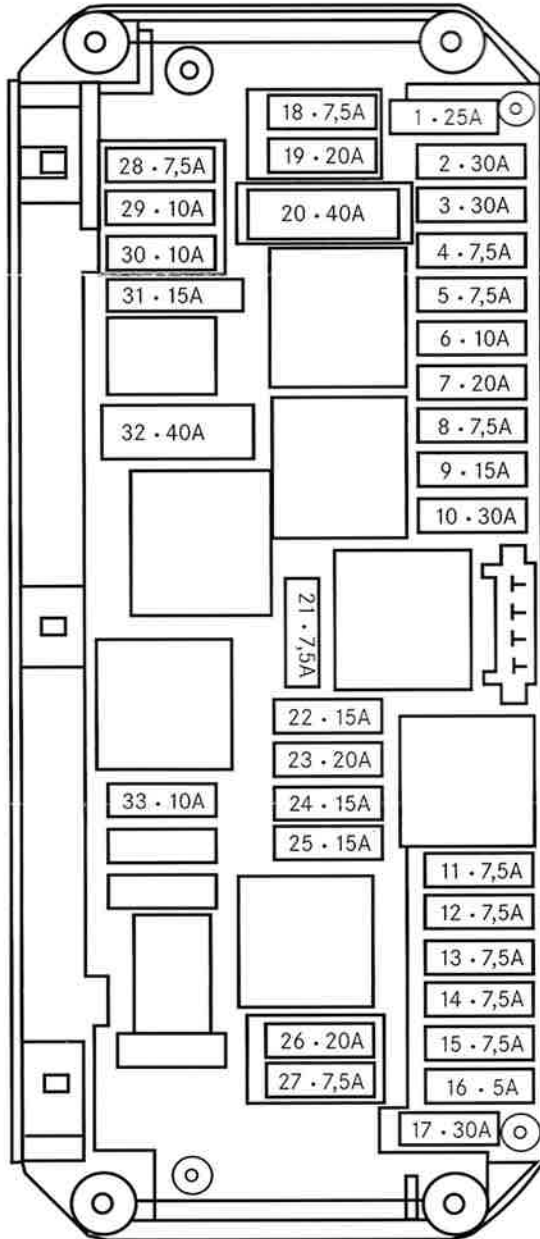 18 · 7,5A
1 · 25A
19 · 20A
28 · 7,5A
2 · 30A
29 · 10A
20 · 40A
3 · 30A
30 · 10A
4 · 7,5A
31 · 15A
5 · 7,5A
6 · 10A
7 · 20A
32 · 40A
8 · 7,5A
9 · 15A
10 · 30A
21 · 7,5A
22 · 15A
23 · 20A
33 · 10A
24 · 15A
25 · 15A
11 · 7,5A
12 · 7,5A
13 · 7,5A
14 · 7,5A
26 · 20A
15 · 7,5A
27 · 7,5A
16 · 5A
17 · 30A